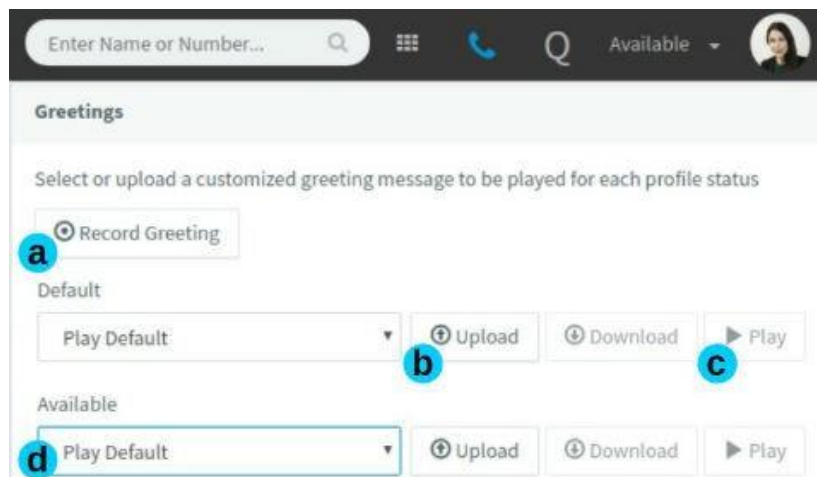 Enter Name or Number... Q Available
Greetings
Select or upload a customized greeting message to be played for each profile status
a Record Greeting
Default
Play Default b Upload Download c Play
Available
d Play Default Upload Download Play